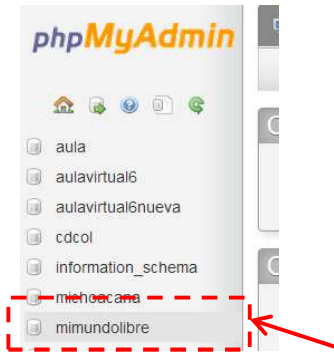 phpMyAdmin
aula
aulavirtual6
aulavirtual6nueva
cdcol
information_schema
michoacana
mimundolibre